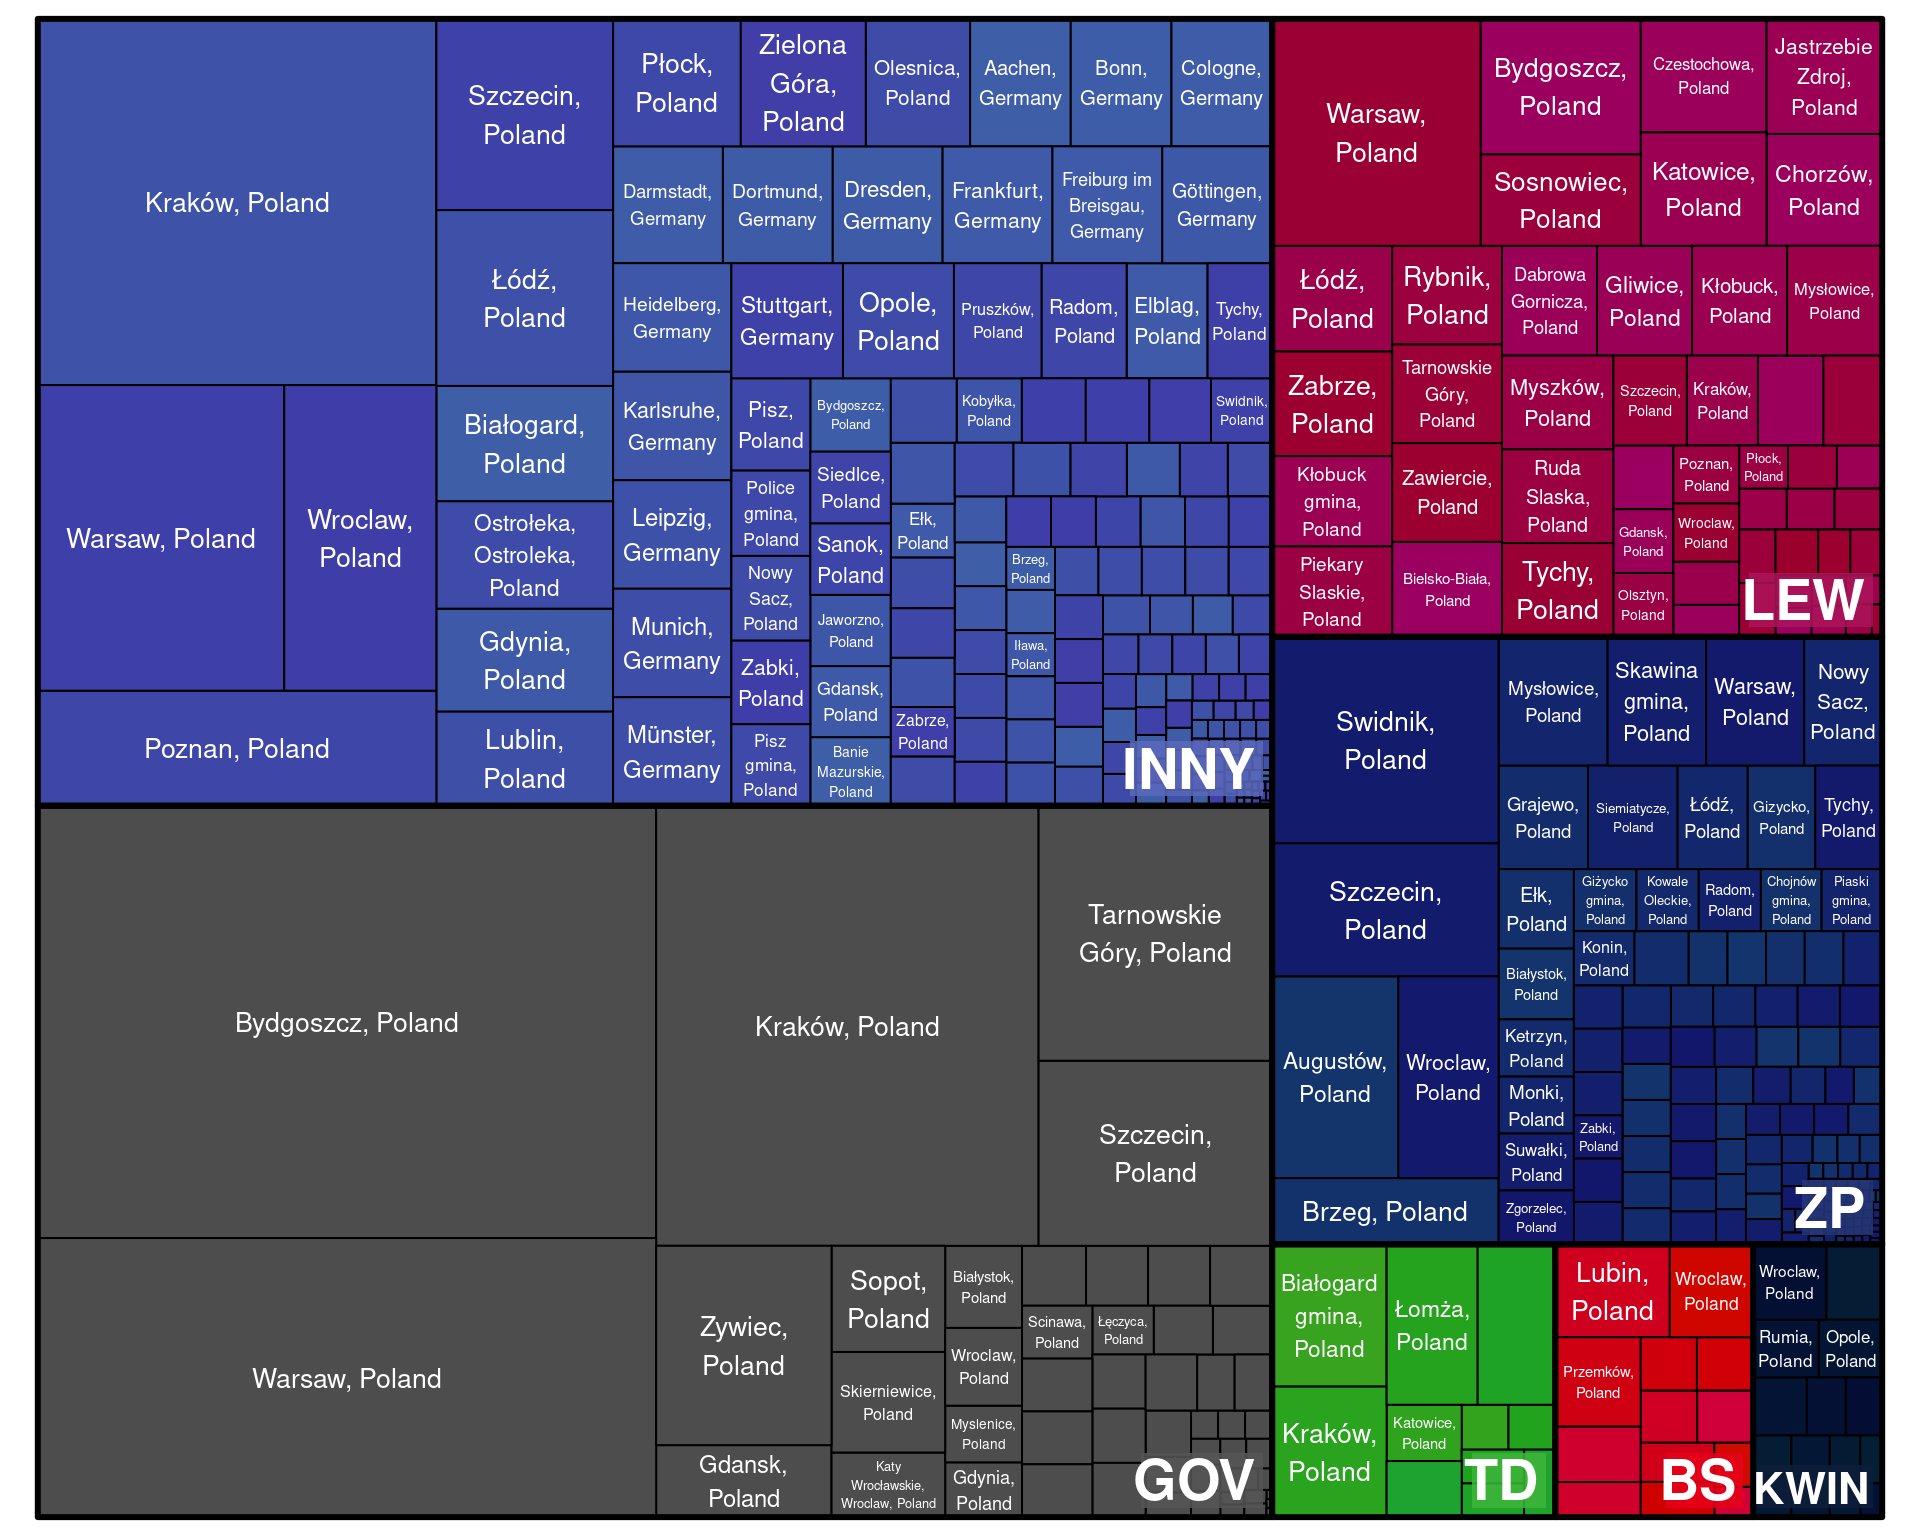 Kraków, Poland
Warsaw, Poland
Wroclaw,
Poland
Poznan, Poland
Szczecin,
Poland
Łódź,
Poland
Białogard,
Poland
Ostrołeka,
Ostroleka,
Poland
Gdynia,
Poland
Lublin,
Poland
Płock,
Poland
Zielona
Góra,
Poland
Olesnica,
Poland
Aachen,
Germany
Bonn,
Germany
Cologne,
Germany
Darmstadt,
Germany
Dortmund,
Germany
Dresden,
Germany
Frankfurt,
Germany
Freiburg im
Breisgau,
Germany
Göttingen,
Germany
Heidelberg,
Germany
Karlsruhe,
Germany
Leipzig,
Germany
Munich,
Germany
Münster,
Germany
Stuttgart,
Germany
Opole,
Poland
Pruszków,
Poland
Radom,
Poland
Elblag,
Poland
Tychy,
Poland
Pisz,
Poland
Police
gmina,
Poland
Nowy
Sacz,
Poland
Zabki,
Poland
Pisz
gmina,
Poland
Bydgoszcz,
Poland
Siedlce,
Poland
Sanok,
Poland
Jaworzno,
Poland
Gdansk,
Poland
Banie
Mazurskie,
Poland
Kobyłka,
Poland
Swidnik,
Poland
Ełk,
Poland
Zabrze,
Poland
Brzeg,
Poland
Iława,
Poland
INNY
Bydgoszcz, Poland
Warsaw, Poland
Kraków, Poland
Tarnowskie
Góry, Poland
Szczecin,
Poland
Zywiec,
Poland
Gdansk,
Poland
Sopot,
Poland
Skierniewice,
Poland
Katy
Wrocławskie,
Wroclaw, Poland
Białystok,
Poland
Wroclaw,
Poland
Myslenice,
Poland
Gdynia,
Poland
Scinawa,
Poland
Łęczyca,
Poland
GOV
Warsaw,
Poland
Bydgoszcz,
Poland
Sosnowiec,
Poland
Czestochowa,
Poland
Jastrzebie
Zdroj,
Poland
Katowice,
Poland
Chorzów,
Poland
Łódź,
Poland
Zabrze,
Poland
Kłobuck
gmina,
Poland
Piekary
Slaskie,
Poland
Rybnik,
Poland
Tarnowskie
Góry,
Poland
Zawiercie,
Poland
Bielsko-Biała,
Poland
Dabrowa
Gornicza,
Poland
Gliwice,
Poland
Kłobuck,
Poland
Mysłowice,
Poland
Myszków,
Poland
Ruda
Slaska,
Poland
Tychy,
Poland
Szczecin,
Poland
Kraków,
Poland
Gdansk,
Poland
Olsztyn,
Poland
Poznan,
Poland
Wroclaw,
Poland
Płock,
Poland
LEW
Swidnik,
Poland
Szczecin,
Poland
Augustów,
Poland
Wroclaw,
Poland
Brzeg, Poland
Mysłowice,
Poland
Skawina
gmina,
Poland
Warsaw,
Poland
Nowy
Sacz,
Poland
Grajewo,
Poland
Siemiatycze,
Poland
Łódź,
Poland
Gizycko,
Poland
Tychy,
Poland
Ełk,
Poland
Białystok,
Poland
Ketrzyn,
Poland
Monki,
Poland
Suwałki,
Poland
Zgorzelec,
Poland
Giżycko
gmina,
Poland
Kowale
Oleckie,
Poland
Radom,
Poland
Chojnów
gmina,
Poland
Piaski
gmina,
Poland
Konin,
Poland
Zabki,
Poland
ZP
Białogard
gmina,
Poland
Kraków,
Poland
Łomża,
Poland
Katowice,
Poland
TD
Lubin,
Poland
Wroclaw,
Poland
Przemków,
Poland
BS
Wroclaw,
Poland
Rumia,
Poland
Opole,
Poland
KWIN